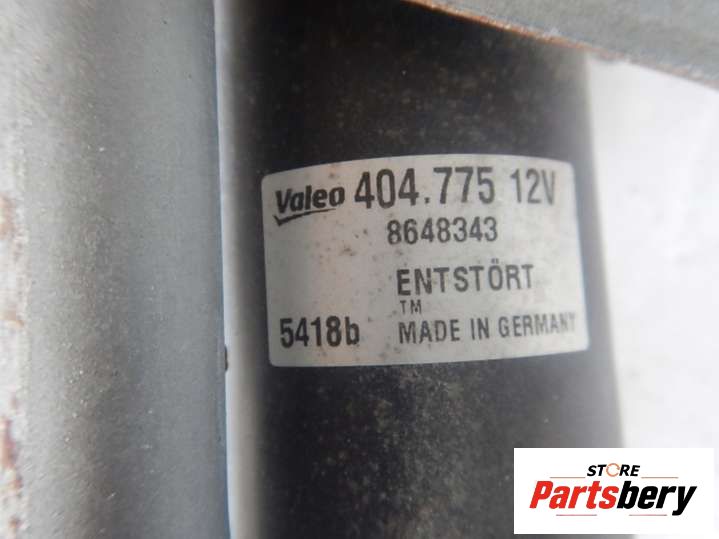 Valeo 404.775 12V
8648343
ENTSTÖRT
TM
5418b MADE IN GERMANY
STORE
Partsbery